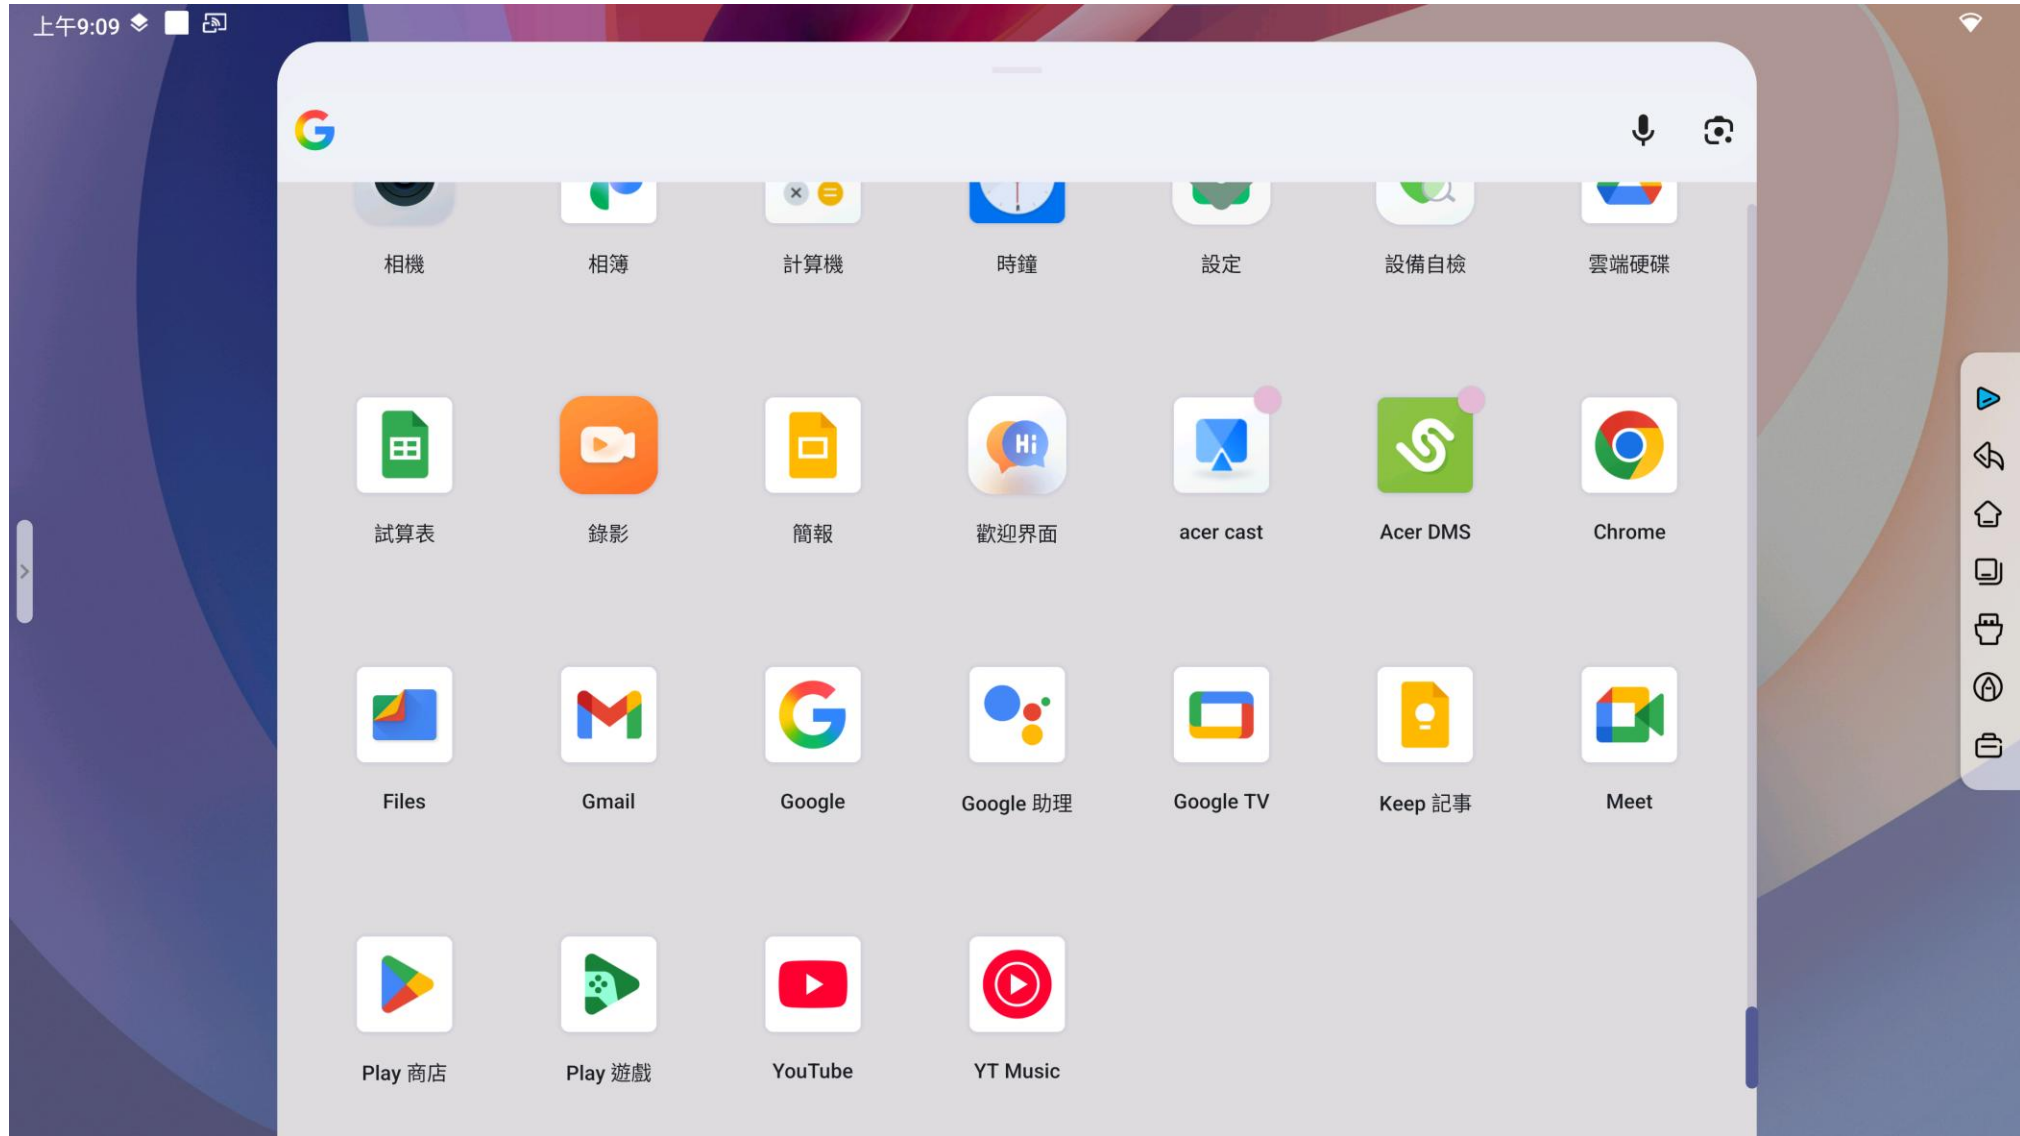 上午9:09
相機
相簿
計算機
時鐘
設定
設備自檢
雲端硬碟
試算表
錄影
簡報
Hi
歡迎界面
acer cast
Acer DMS
Chrome
Files
Gmail
Google
Google 助理
Google TV
Keep 記事
Meet
Play 商店
Play 遊戲
YouTube
YT Music